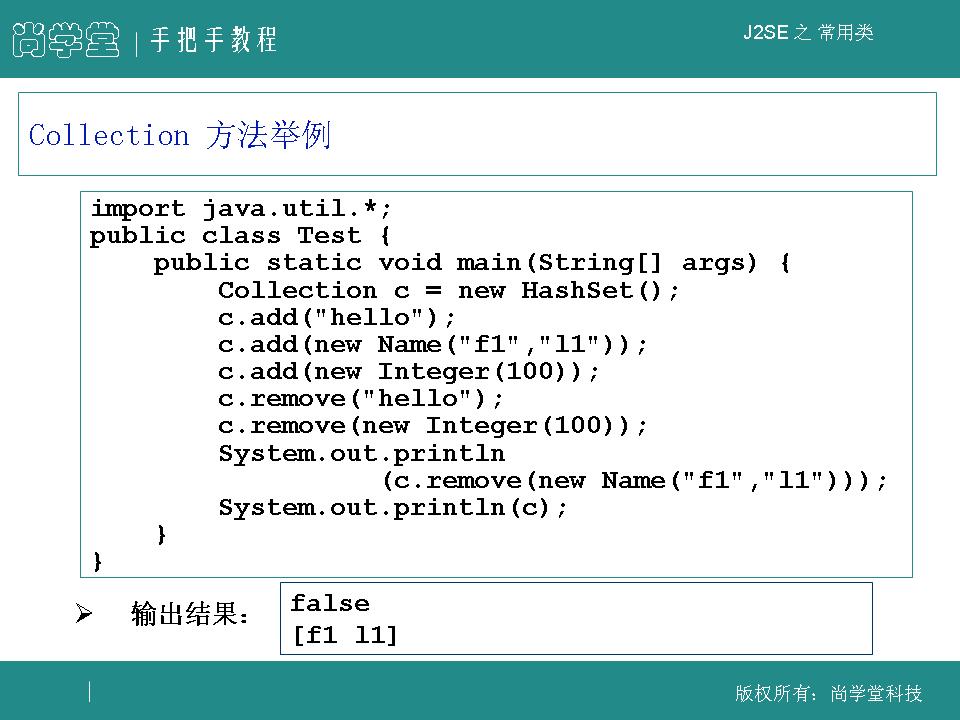 尚学堂 | 手把手教程
J2SE 之 常用类
Collection 方法举例
import java.util.*;
public class Test {
    public static void main(String[] args) {
        Collection c = new HashSet();
        c.add("hello");
        c.add(new Name("f1","l1"));
        c.add(new Integer(100));
        c.remove("hello");
        c.remove(new Integer(100));
        System.out.println
                  (c.remove(new Name("f1","l1")));
        System.out.println(c);
    }
}
➢ 输出结果：
false
[f1 l1]
版权所有：尚学堂科技